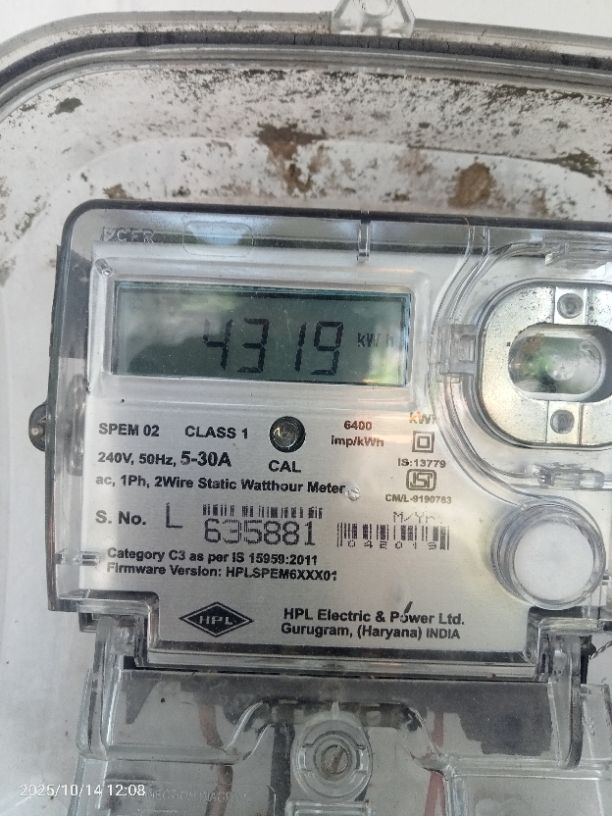 4319 kWh
SPEM 02 CLASS 1
6400
imp/kWh
240V, 50Hz, 5-30A
CAL
ac, 1Ph, 2Wire Static Watthour Meter
IS:13779
ISI
CM/L-9190783
S. No. L 635881
M/Yr
042019
Category C3 as per IS 15959:2011
Firmware Version: HPLSPEM6XXX01
HPL
HPL Electric & Power Ltd.
Gurugram, (Haryana) INDIA
2025/10/14 12:08